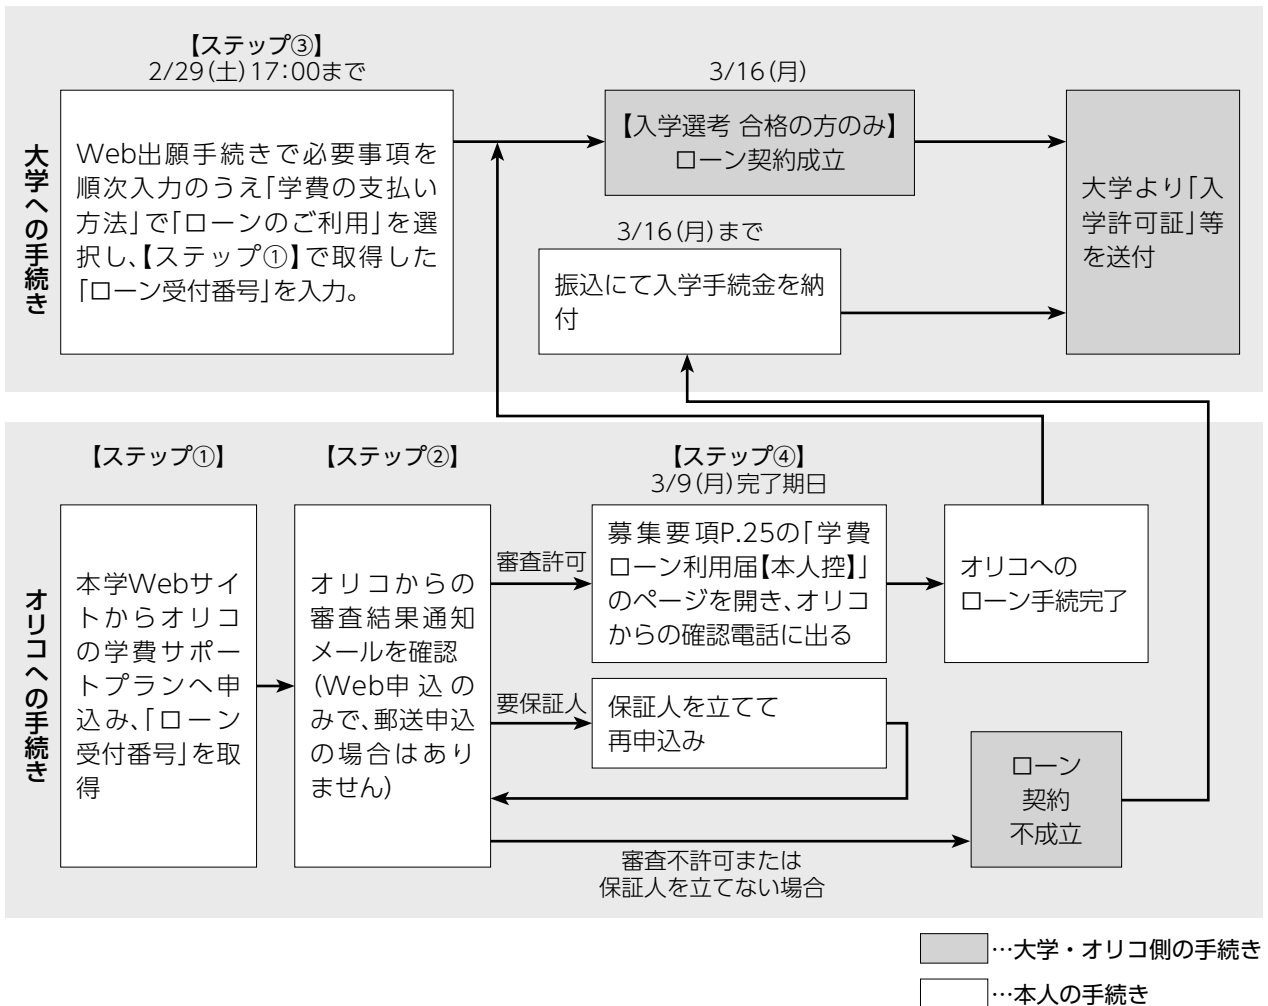 大学への手続き
【ステップ③】
2/29(土)17:00まで
Web出願手続きで必要事項を
順次入力のうえ「学費の支払い
方法」で「ローンのご利用」を選
択し、【ステップ①】で取得した
「ローン受付番号」を入力。
3/16(月)
【入学選考 合格の方のみ】
ローン契約成立
3/16(月)まで
振込にて入学手続金を納
付
大学より「入
学許可証」等
を送付
オリコへの手続き
【ステップ①】
本学Webサイ
トからオリコ
の学費サポー
トプランへ申
込み、「ローン
受付番号」を取
得
【ステップ②】
オリコからの
審査結果通知
メールを確認
(Web申込の
みで、郵送申込
の場合はあり
ません)
審査許可
要保証人
【ステップ④】
3/9(月)完了期日
募集要項P.25の「学費
ローン利用届【本人控】」
のページを開き、オリコ
からの確認電話に出る
保証人を立てて
再申込み
オリコへの
ローン手続完了
審査不許可または
保証人を立てない場合
ローン
契約
不成立
…大学・オリコ側の手続き
…本人の手続き